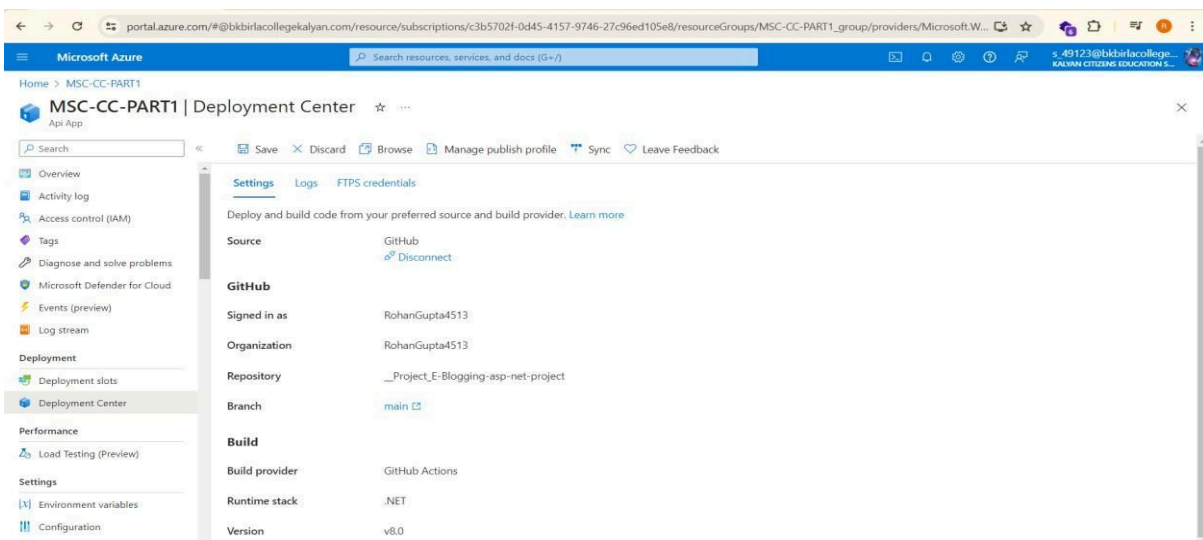 portal.azure.com/#@bkbirlacollegekalyan.com/resource/subscriptions/c3b5702f-0d45-4157-9746-27c96ed105e8/resourceGroups/MSC-CC-PART1_group/providers/Microsoft.W...
R
Microsoft Azure
Search resources, services, and docs (G+/)
s_49123@bkbirlacollege...
KALYAN CITIZENS EDUCATION S...
Home > MSC-CC-PART1
MSC-CC-PART1 | Deployment Center
Api App
Search
Save Discard Browse Manage publish profile Sync Leave Feedback
Overview
Activity log
Access control (IAM)
Tags
Diagnose and solve problems
Microsoft Defender for Cloud
Events (preview)
Log stream
Deployment
Deployment slots
Deployment Center
Performance
Load Testing (Preview)
Settings
Environment variables
Configuration
Settings Logs FTPS credentials
Deploy and build code from your preferred source and build provider. Learn more
Source GitHub
Disconnect
GitHub
Signed in as RohanGupta4513
Organization RohanGupta4513
Repository __Project_E-Blogging-asp-net-project
Branch main
Build
Build provider GitHub Actions
Runtime stack .NET
Version v8.0